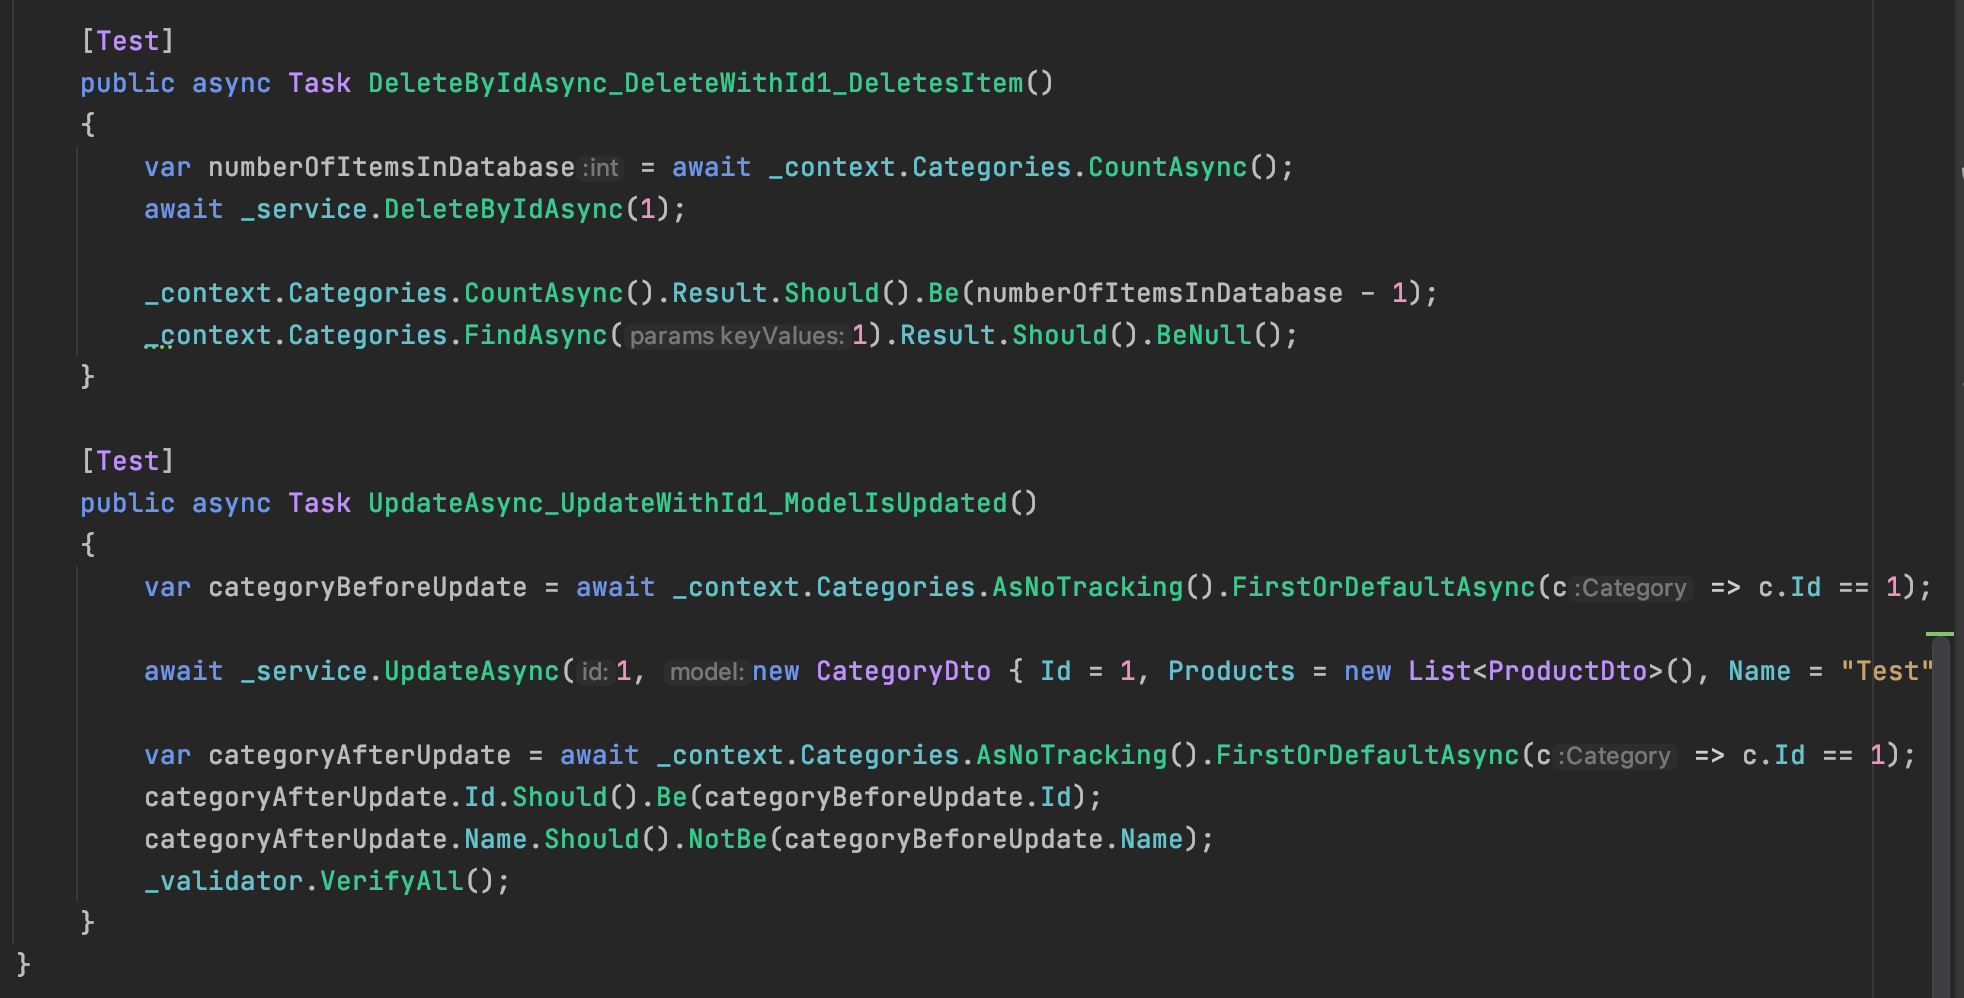 [Test]
public async Task DeleteByIdAsync_DeleteWithId1_DeletesItem()
{
var numberOfItemsInDatabase :int = await _context.Categories.CountAsync();
await _service.DeleteByIdAsync(1);
_context.Categories.CountAsync().Result.Should().Be(numberOfItemsInDatabase - 1);
_context.Categories.FindAsync( params keyValues: 1).Result.Should().BeNull();
}
[Test]
public async Task UpdateAsync_UpdateWithId1_ModelIsUpdated()
{
var categoryBeforeUpdate = await _context.Categories.AsNoTracking().FirstOrDefaultAsync(c :Category => c.Id == 1);
await _service.UpdateAsync( id: 1, model: new CategoryDto { Id = 1, Products = new List<ProductDto>(), Name = "Test"
var categoryAfterUpdate = await _context.Categories.AsNoTracking().FirstOrDefaultAsync(c :Category => c.Id == 1);
categoryAfterUpdate.Id.Should().Be(categoryBeforeUpdate.Id);
categoryAfterUpdate.Name.Should().NotBe(categoryBeforeUpdate.Name);
_validator.VerifyAll();
}
}